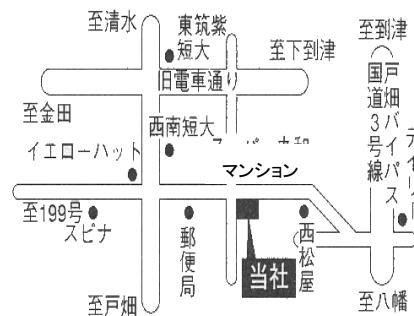 至清水
東筑紫
短大
至下到津
至到津
旧電車通り
国道3号線
戸畑バイパス
至金田
西南短大
イエローハット
マンション
至199号
スピナ
郵便局
当社
西松屋
至戸畑
至八幡